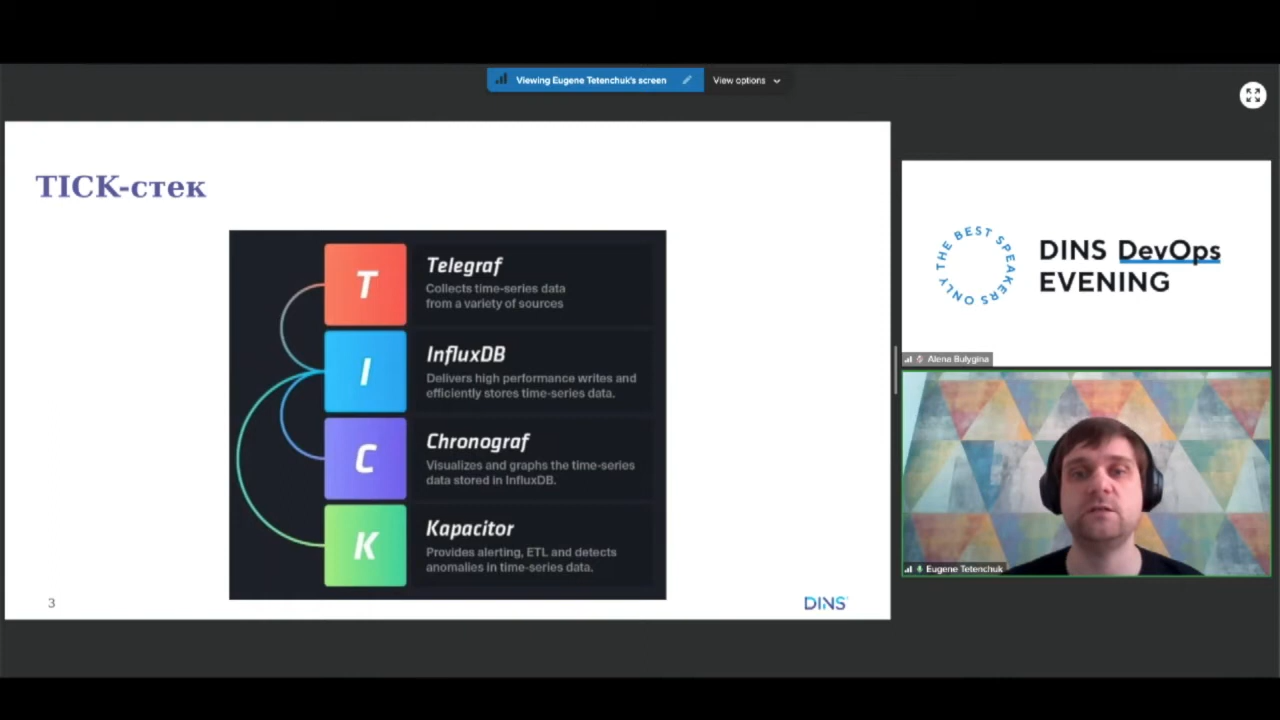 Viewing Eugene Tetenchuk's screen
View options
TICK-стек
T
Telegraf
Collects time-series data
from a variety of sources
I
InfluxDB
Delivers high performance writes and
efficiently stores time-series data.
C
Chronograf
Visualizes and graphs the time-series
data stored in InfluxDB.
K
Kapacitor
Provides alerting, ETL and detects
anomalies in time-series data.
3
DINS
THE BEST SPEAKERS ONLY
DINS DevOps
EVENING
Alena Bulygina
Eugene Tetenchuk